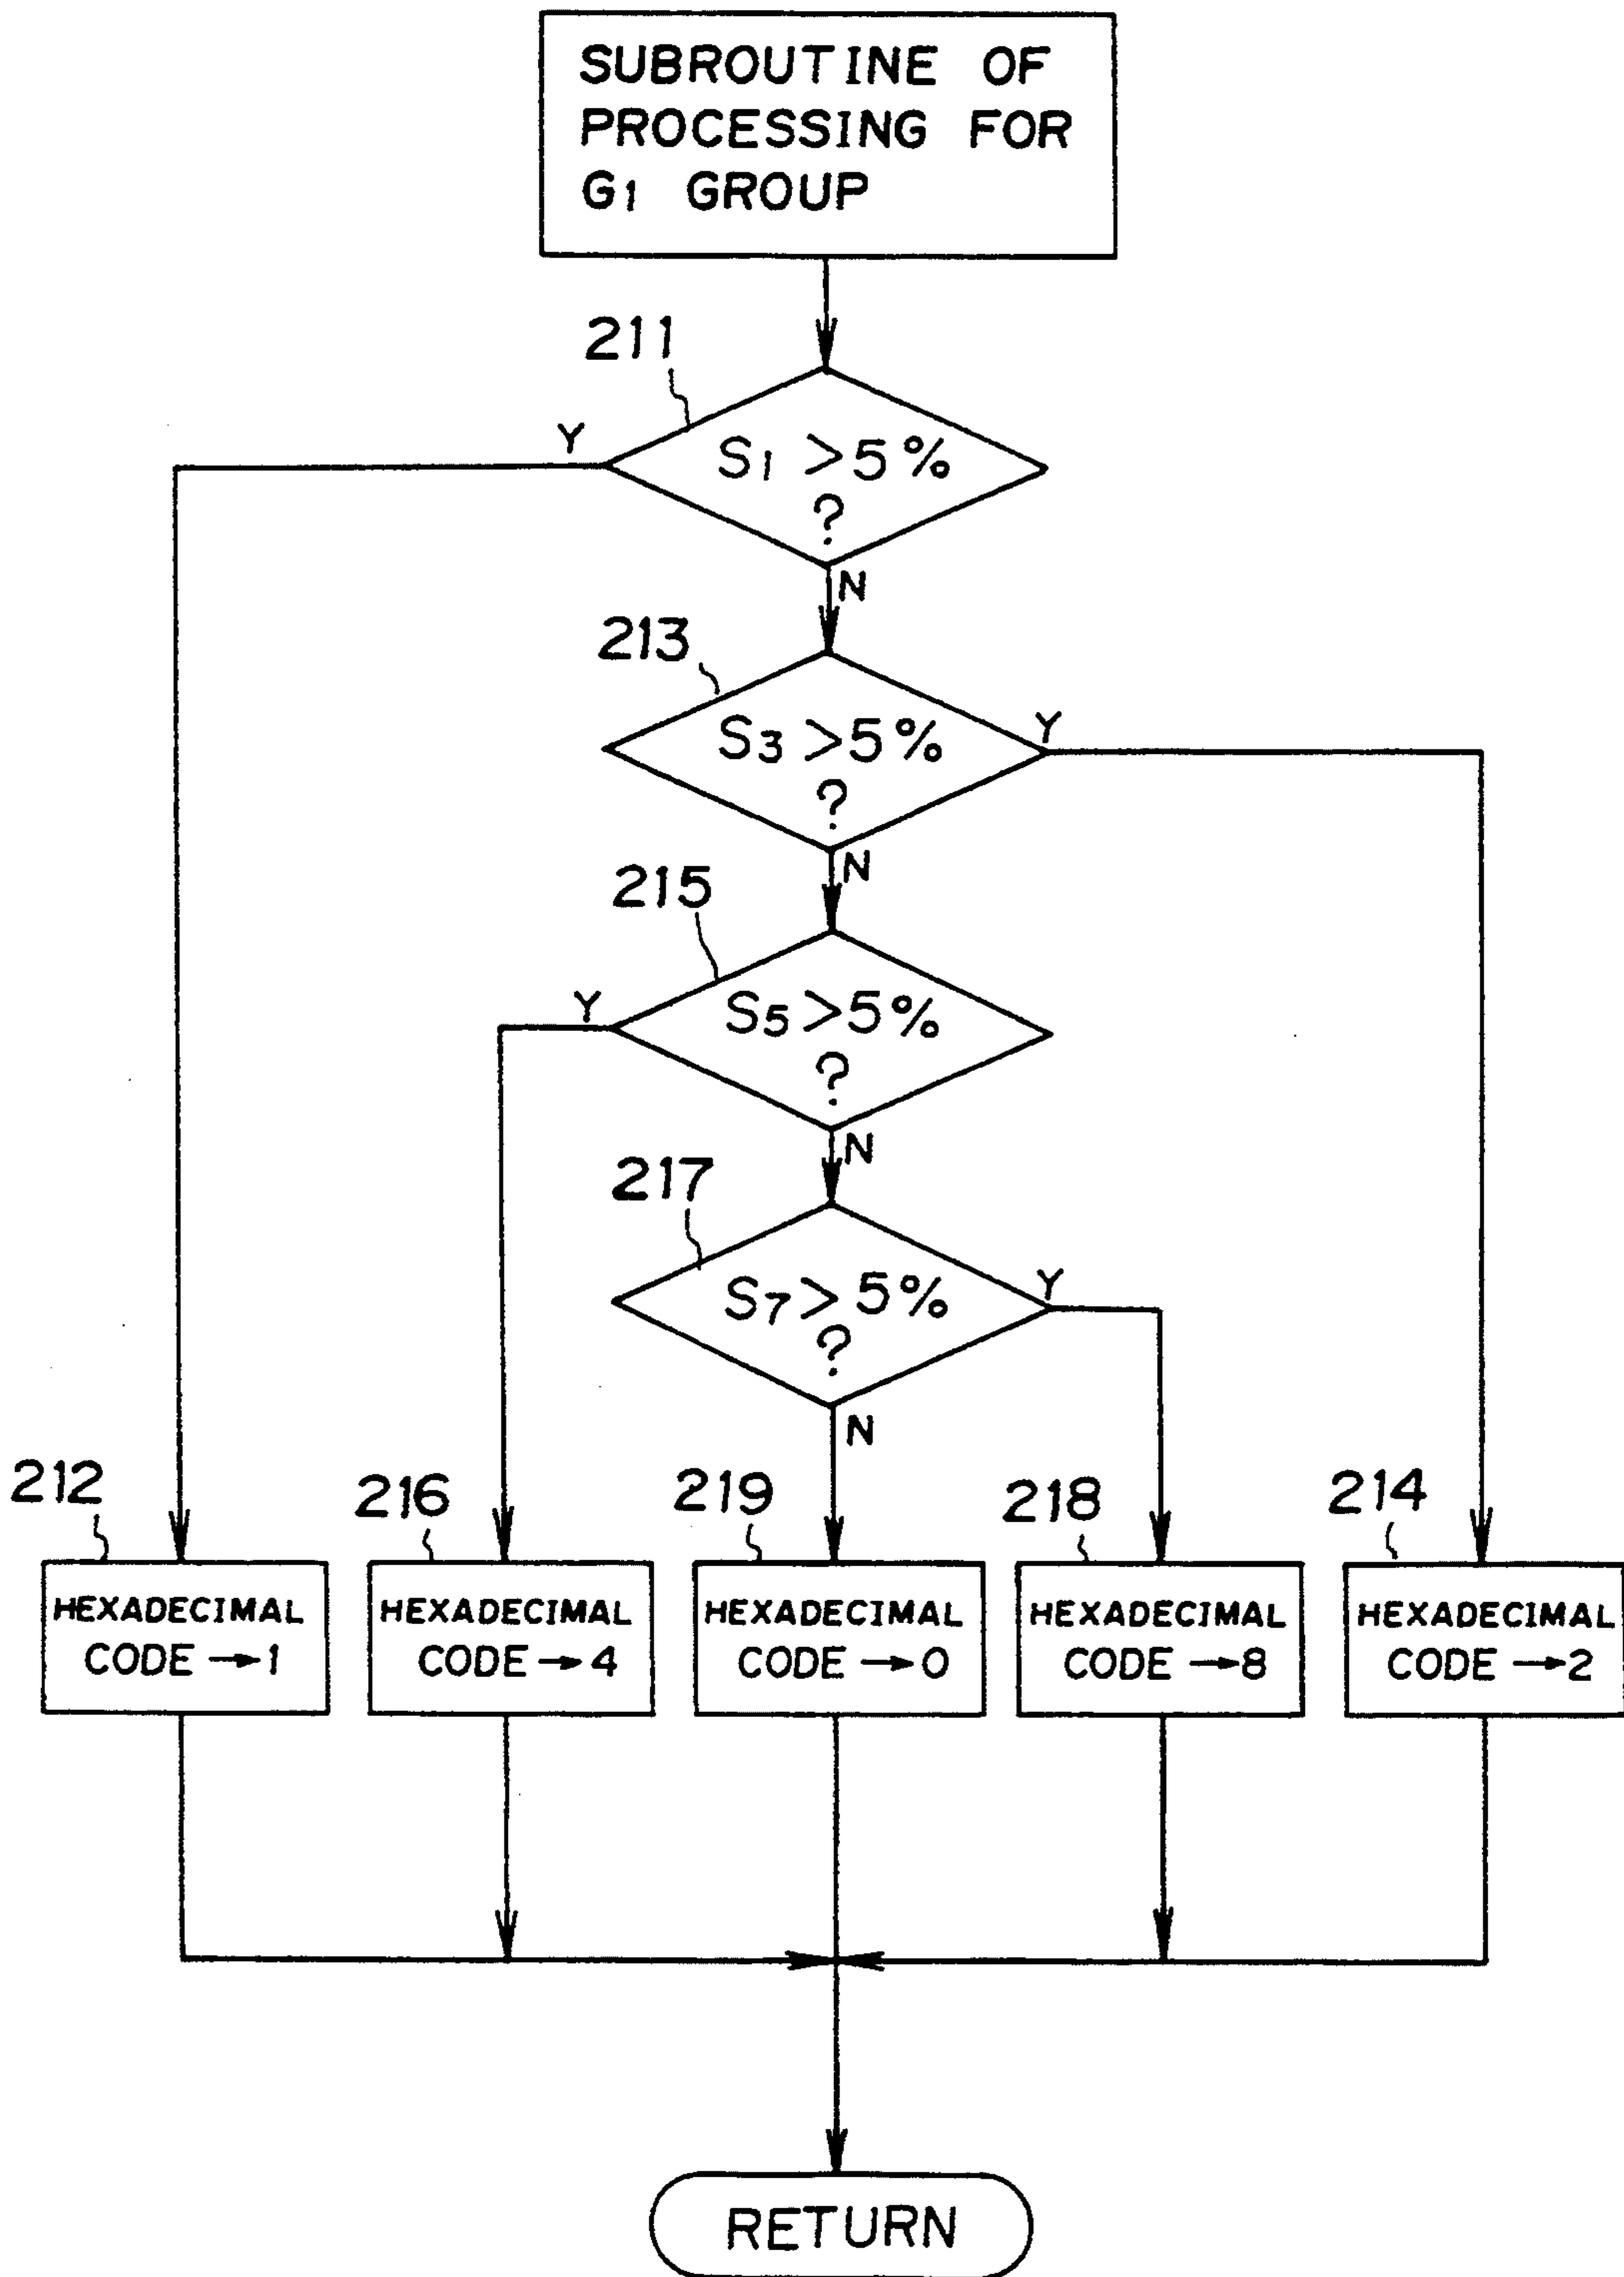 SUBROUTINE OF
PROCESSING FOR
G1 GROUP
211
Y
S1 > 5 %
?
N
213
S3 > 5 %
?
Y
N
215
Y
S5 > 5 %
?
N
217
S7 > 5 %
?
Y
N
212
216
219
218
214
HEXADECIMAL
CODE → 1
HEXADECIMAL
CODE → 4
HEXADECIMAL
CODE → 0
HEXADECIMAL
CODE → 8
HEXADECIMAL
CODE → 2
RETURN